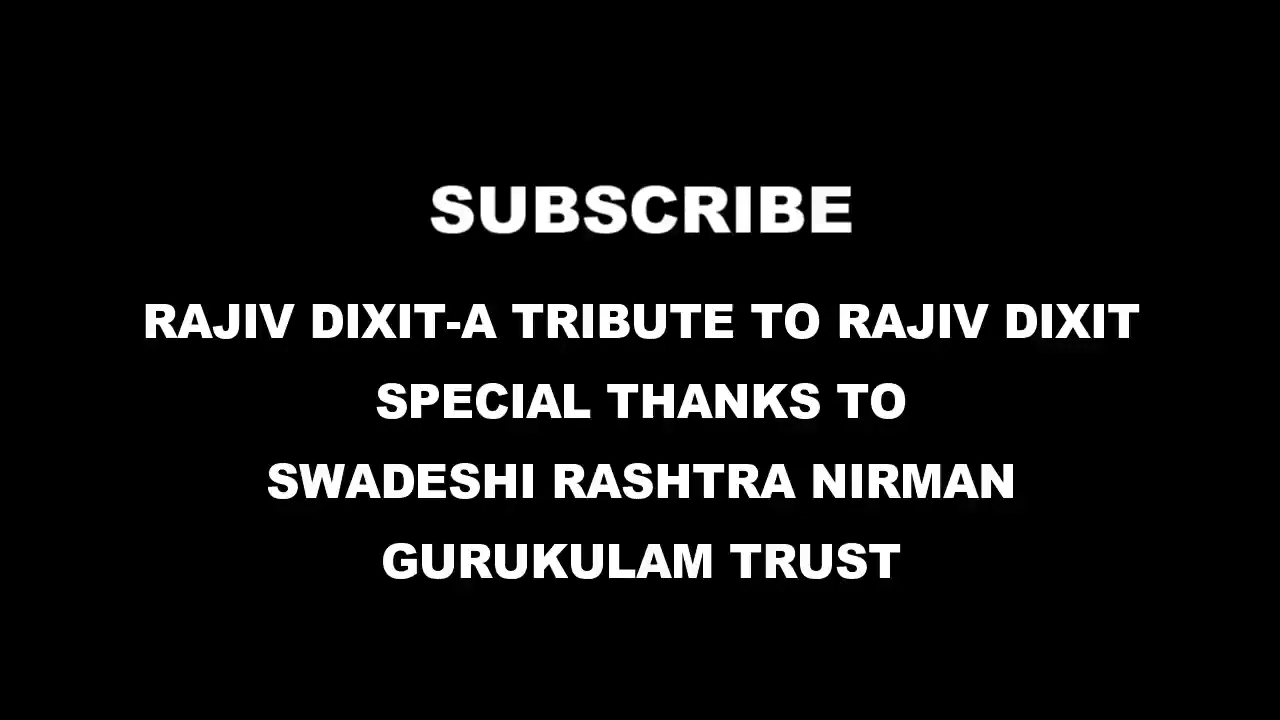 SUBSCRIBE
RAJIV DIXIT-A TRIBUTE TO RAJIV DIXIT
SPECIAL THANKS TO
SWADESHI RASHTRA NIRMAN
GURUKULAM TRUST